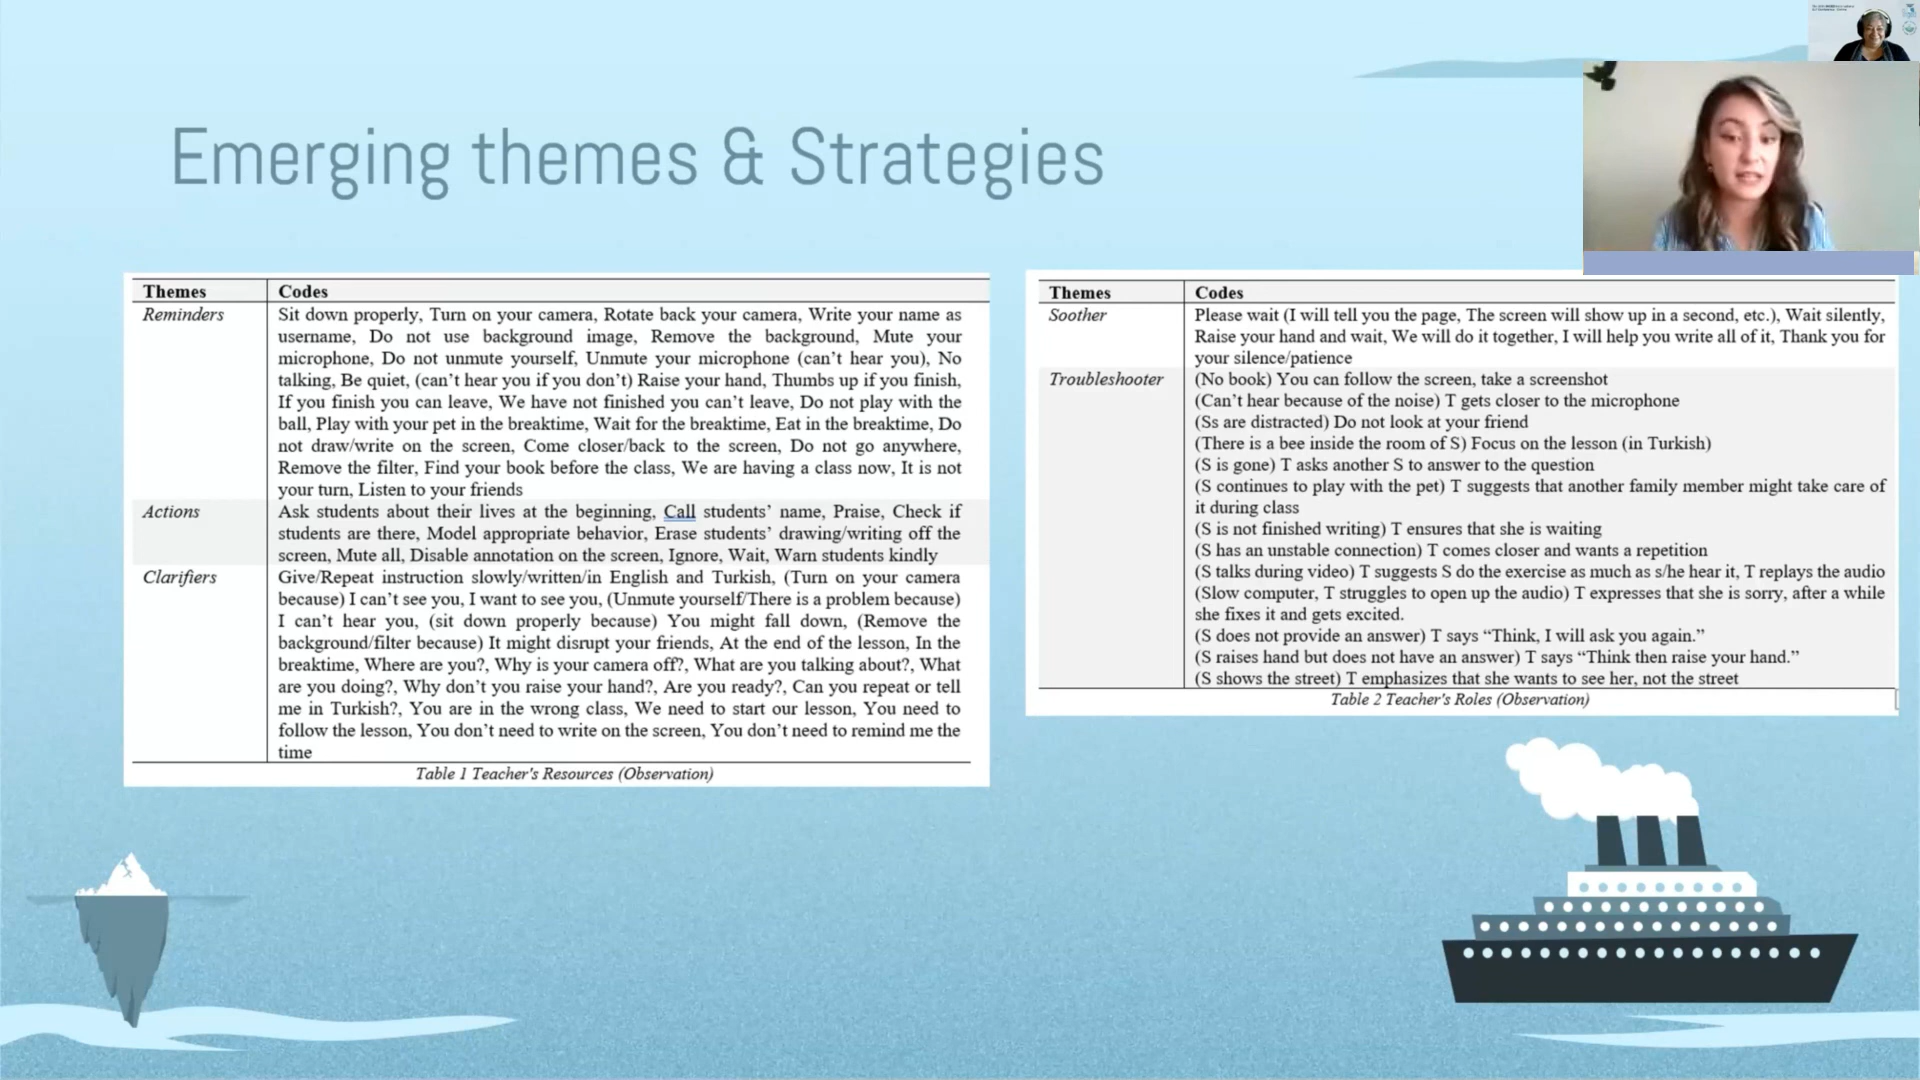 Emerging themes & Strategies
Themes Codes
Reminders Sit down properly, Turn on your camera, Rotate back your camera, Write your name as
username, Do not use background image, Remove the background, Mute your
microphone, Do not unmute yourself, Unmute your microphone (can't hear you), No
talking, Be quiet, (can't hear you if you don't) Raise your hand, Thumbs up if you finish,
If you finish you can leave, We have not finished you can't leave, Do not play with the
ball, Play with your pet in the breaktime, Wait for the breaktime, Eat in the breaktime, Do
not draw/write on the screen, Come closer/back to the screen, Do not go anywhere,
Remove the filter, Find your book before the class, We are having a class now, It is not
your turn, Listen to your friends
Actions Ask students about their lives at the beginning, Call students' name, Praise, Check if
students are there, Model appropriate behavior, Erase students' drawing/writing off the
screen, Mute all, Disable annotation on the screen, Ignore, Wait, Warn students kindly
Clarifiers Give/Repeat instruction slowly/written/in English and Turkish, (Turn on your camera
because) I can't see you, I want to see you, (Unmute yourself/There is a problem because)
I can't hear you, (sit down properly because) You might fall down, (Remove the
background/filter because) It might disrupt your friends, At the end of the lesson, In the
breaktime, Where are you?, Why is your camera off?, What are you talking about?, What
are you doing?, Why don't you raise your hand?, Are you ready?, Can you repeat or tell
me in Turkish?, You are in the wrong class, We need to start our lesson, You need to
follow the lesson, You don't need to write on the screen, You don't need to remind me the
time
Table 1 Teacher's Resources (Observation)
Themes Codes
Soother Please wait (I will tell you the page, The screen will show up in a second, etc.), Wait silently,
Raise your hand and wait, We will do it together, I will help you write all of it, Thank you for
your silence/patience
Troubleshooter (No book) You can follow the screen, take a screenshot
(Can't hear because of the noise) T gets closer to the microphone
(Ss are distracted) Do not look at your friend
(There is a bee inside the room of S) Focus on the lesson (in Turkish)
(S is gone) T asks another S to answer to the question
(S continues to play with the pet) T suggests that another family member might take care of
it during class
(S is not finished writing) T ensures that she is waiting
(S has an unstable connection) T comes closer and wants a repetition
(S talks during video) T suggests S do the exercise as much as s/he hear it, T replays the audio
(Slow computer, T struggles to open up the audio) T expresses that she is sorry, after a while
she fixes it and gets excited.
(S does not provide an answer) T says “Think, I will ask you again.”
(S raises hand but does not have an answer) T says “Think then raise your hand.”
(S shows the street) T emphasizes that she wants to see her, not the street
Table 2 Teacher's Roles (Observation)